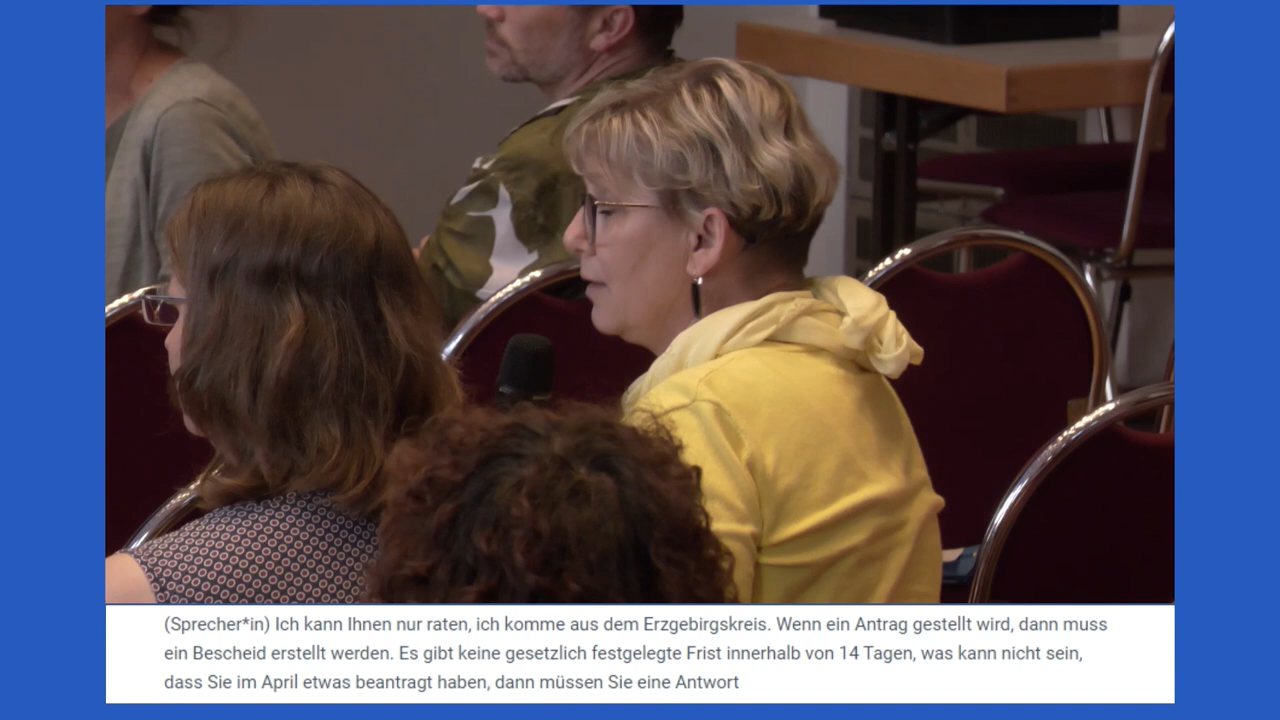 (Sprecher*in) Ich kann Ihnen nur raten, ich komme aus dem Erzgebirgskreis. Wenn ein Antrag gestellt wird, dann muss
ein Bescheid erstellt werden. Es gibt keine gesetzlich festgelegte Frist innerhalb von 14 Tagen, was kann nicht sein,
dass Sie im April etwas beantragt haben, dann müssen Sie eine Antwort